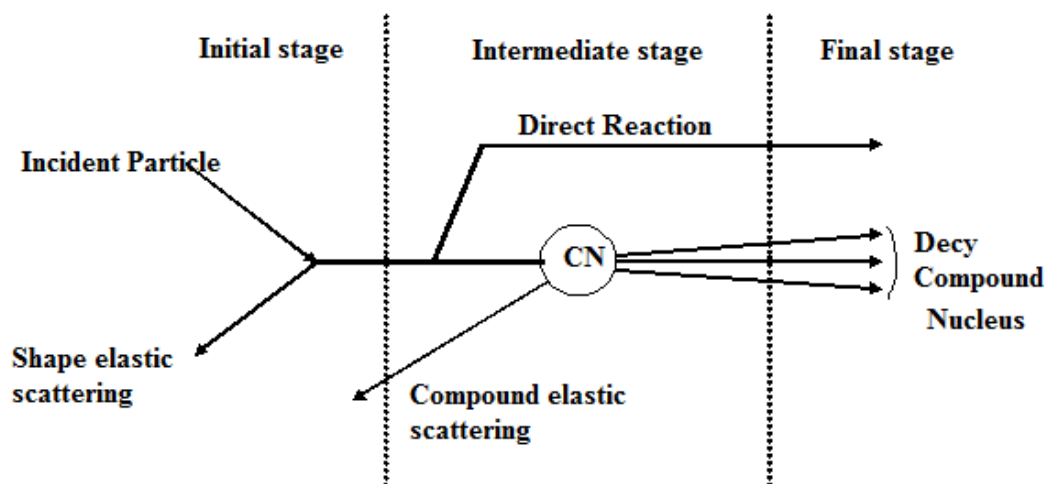 Initial stage
Intermediate stage
Final stage
Direct Reaction
Incident Particle
CN
Decy
Compound
Nucleus
Shape elastic
scattering
Compound elastic
scattering